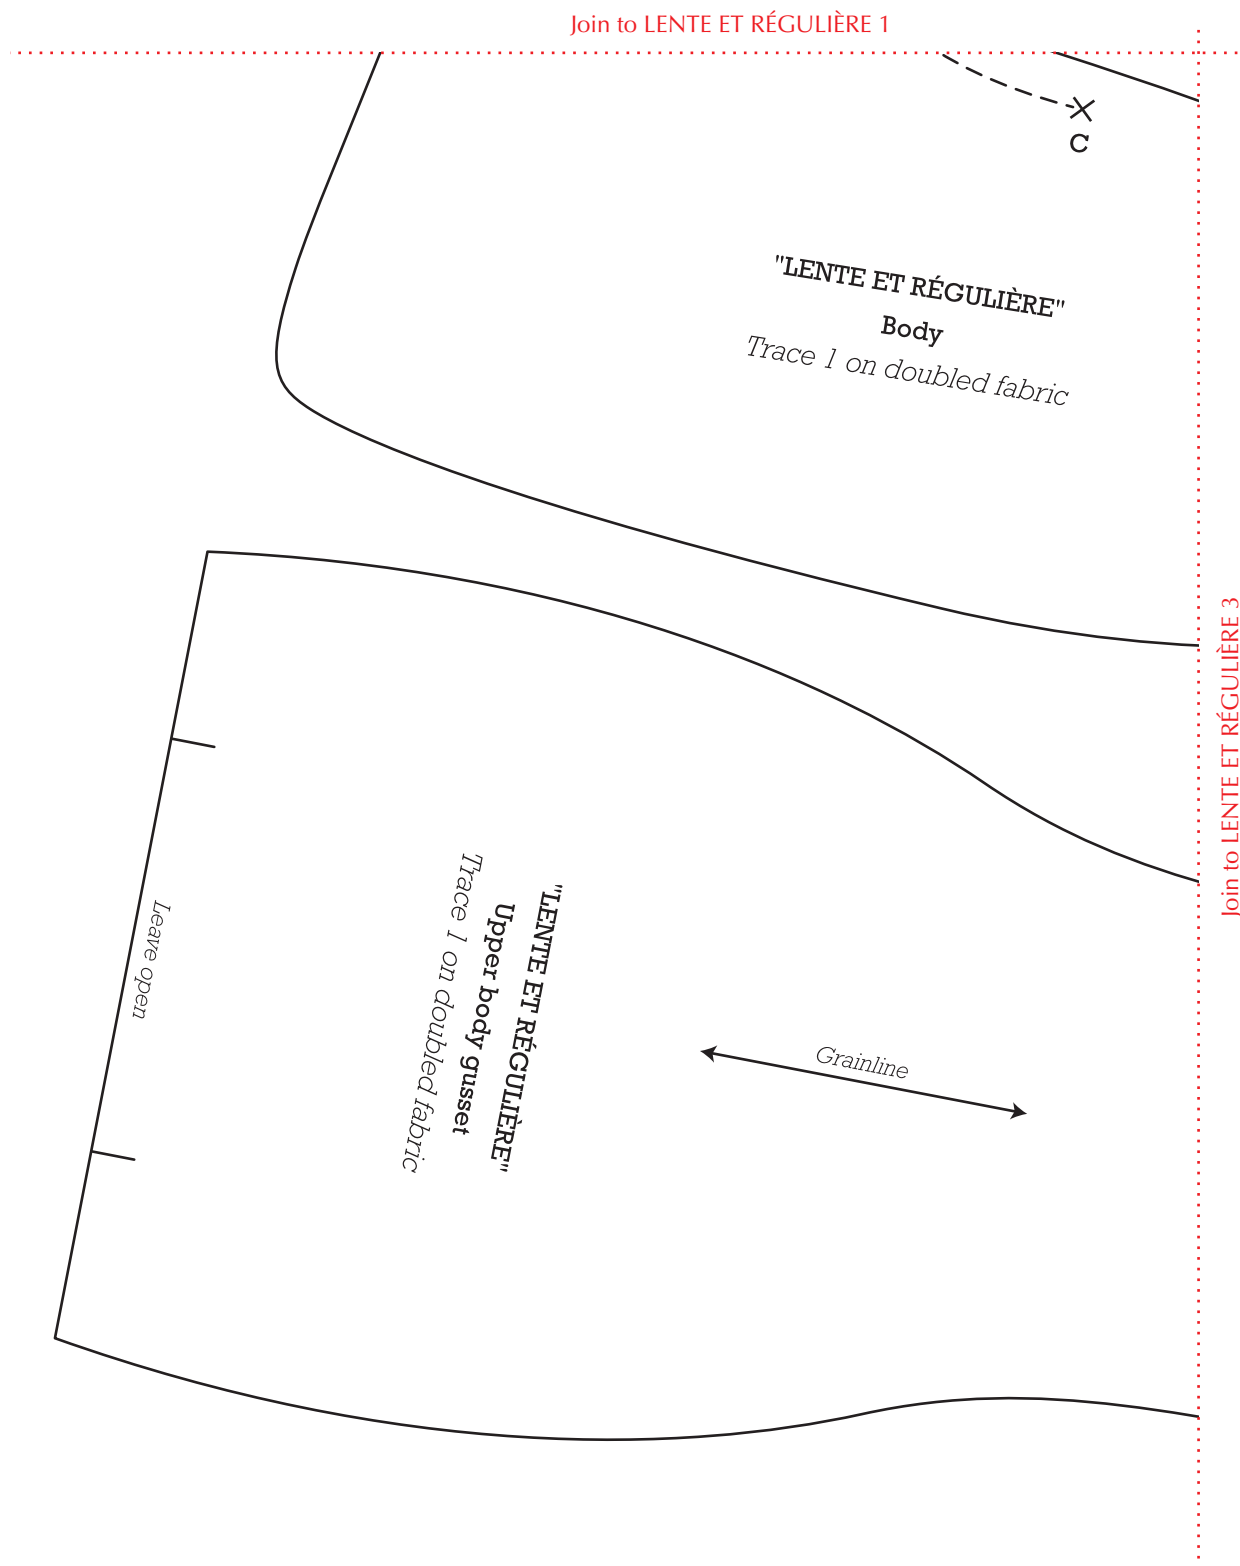 Join to LENTE ET RÉGULIÈRE 1
C
"LENTE ET RÉGULIÈRE"
Body
Trace 1 on doubled fabric
Join to LENTE ET RÉGULIÈRE 3
"LENTE ET RÉGULIÈRE"
Upper body gusset
Trace 1 on doubled fabric
Leave open
Grainline